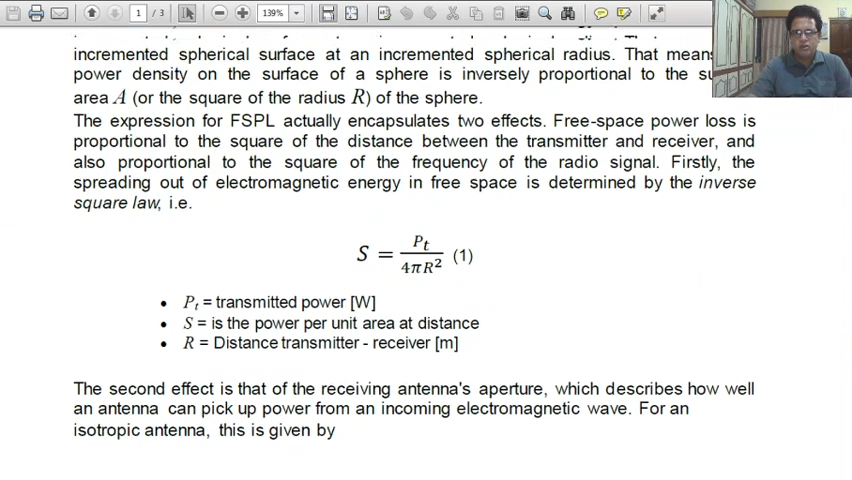 1 / 3 139%
incremented spherical surface at an incremented spherical radius. That means
power density on the surface of a sphere is inversely proportional to the
area A (or the square of the radius R) of the sphere.
The expression for FSPL actually encapsulates two effects. Free-space power loss is
proportional to the square of the distance between the transmitter and receiver, and
also proportional to the square of the frequency of the radio signal. Firstly, the
spreading out of electromagnetic energy in free space is determined by the inverse
square law, i.e.
S = Pt / 4πR² (1)
• Pt = transmitted power [W]
• S = is the power per unit area at distance
• R = Distance transmitter - receiver [m]
The second effect is that of the receiving antenna's aperture, which describes how well
an antenna can pick up power from an incoming electromagnetic wave. For an
isotropic antenna, this is given by